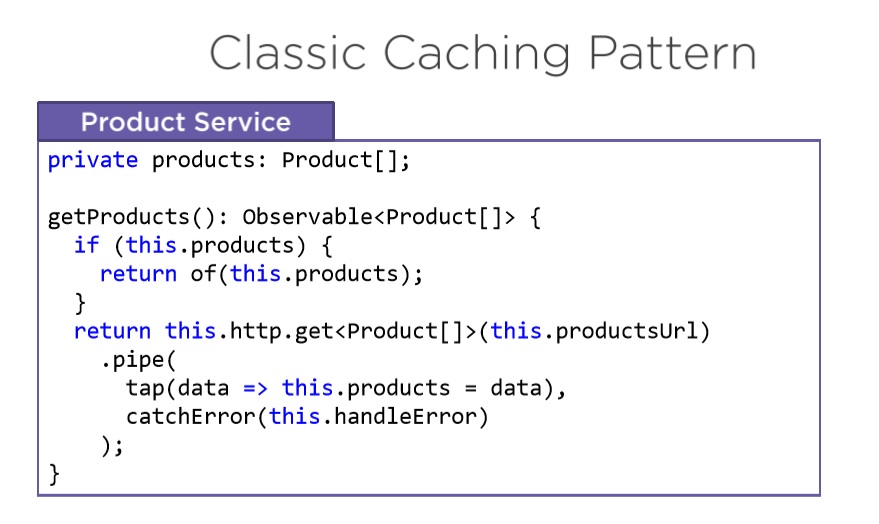 Classic Caching Pattern
Product Service
private products: Product[];
getProducts(): Observable<Product[]> {
if (this.products) {
return of(this.products);
}
return this.http.get<Product[]>(this.productsUrl)
.pipe(
tap(data => this.products = data),
catchError(this.handleError)
);
}